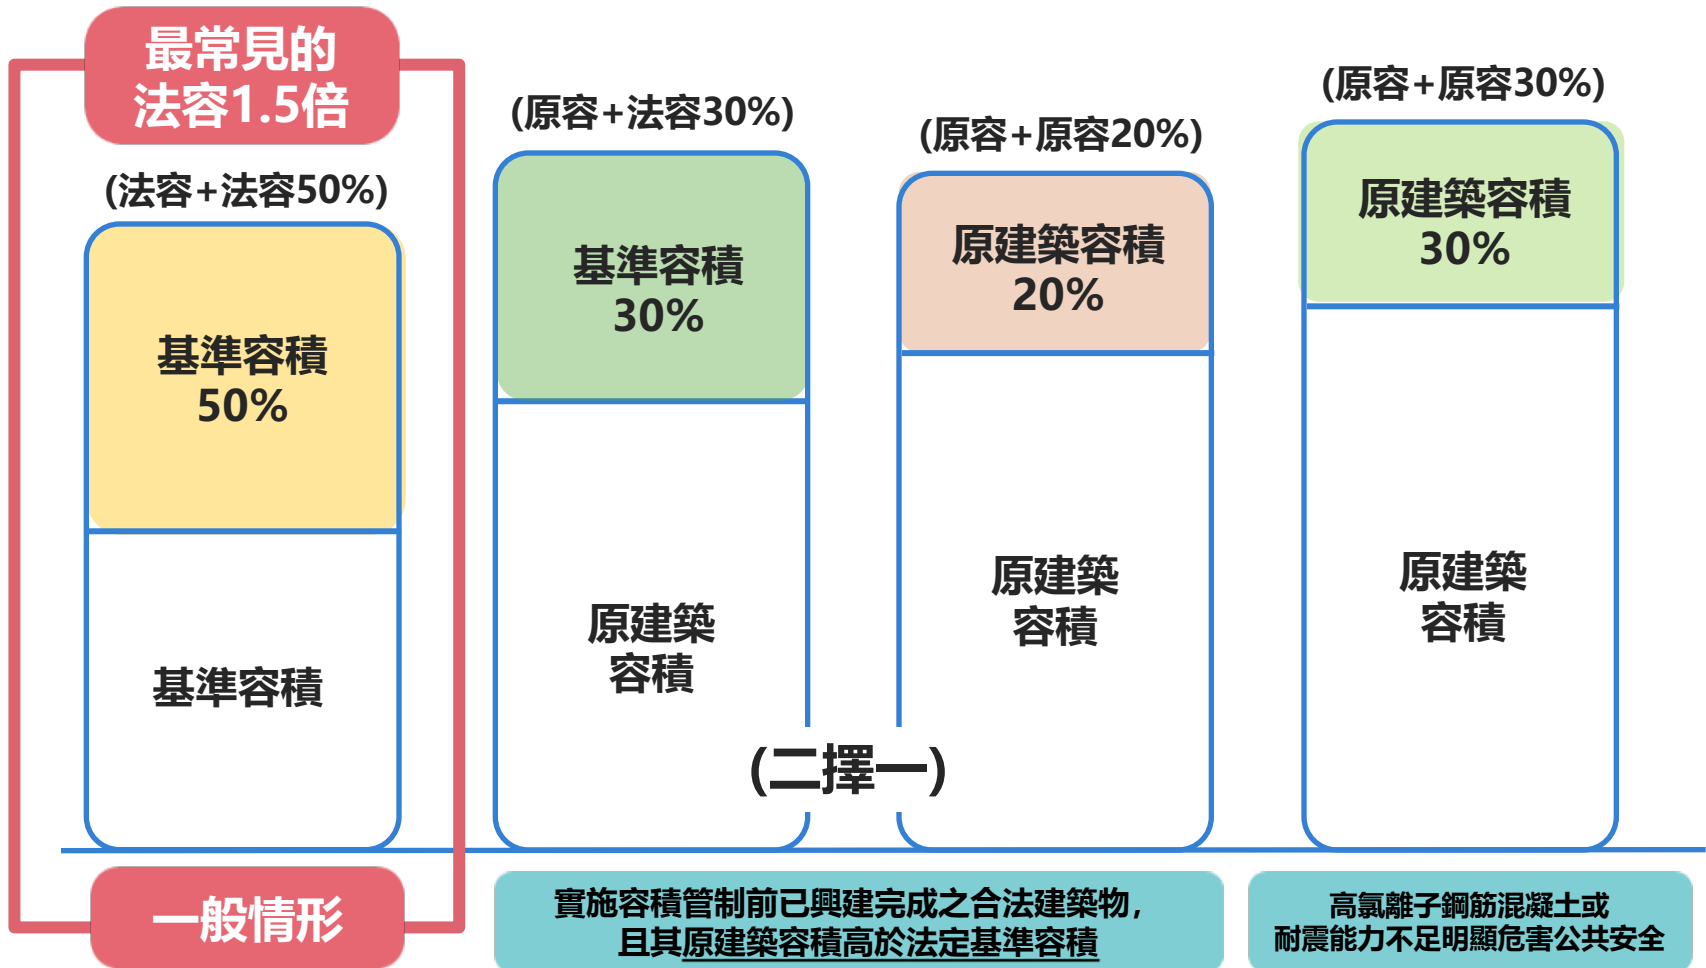 最常見的
法容1.5倍
(法容+法容50%)
基準容積
50%
基準容積
一般情形
(原容+法容30%)
基準容積
30%
原建築
容積
(原容+原容20%)
原建築容積
20%
原建築
容積
(二擇一)
實施容積管制前已興建完成之合法建築物，
且其原建築容積高於法定基準容積
(原容+原容30%)
原建築容積
30%
原建築
容積
高氯離子鋼筋混凝土或
耐震能力不足明顯危害公共安全